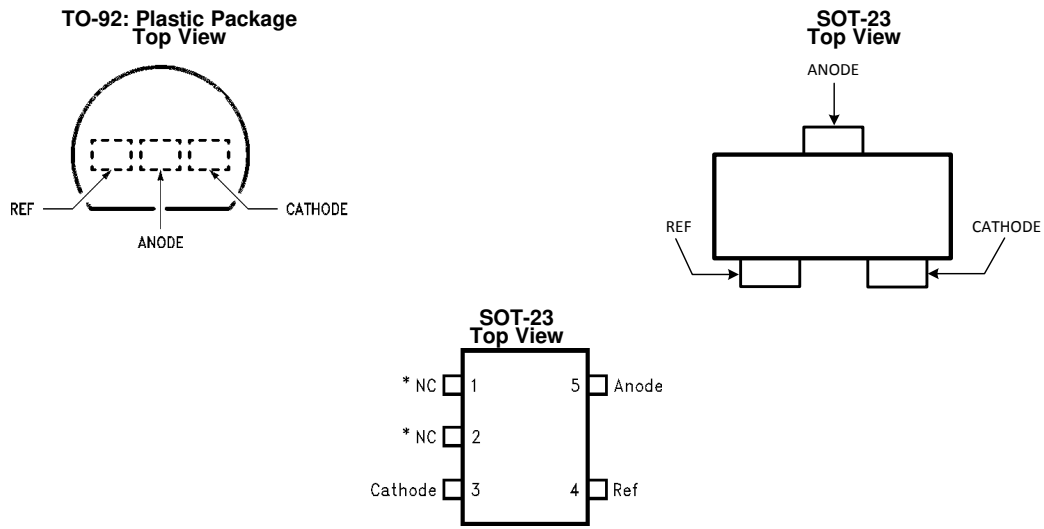 TO-92: Plastic Package
Top View
REF
CATHODE
ANODE
SOT-23
Top View
ANODE
REF
CATHODE
SOT-23
Top View
* NC 1
5 Anode
* NC 2
Cathode 3
4 Ref